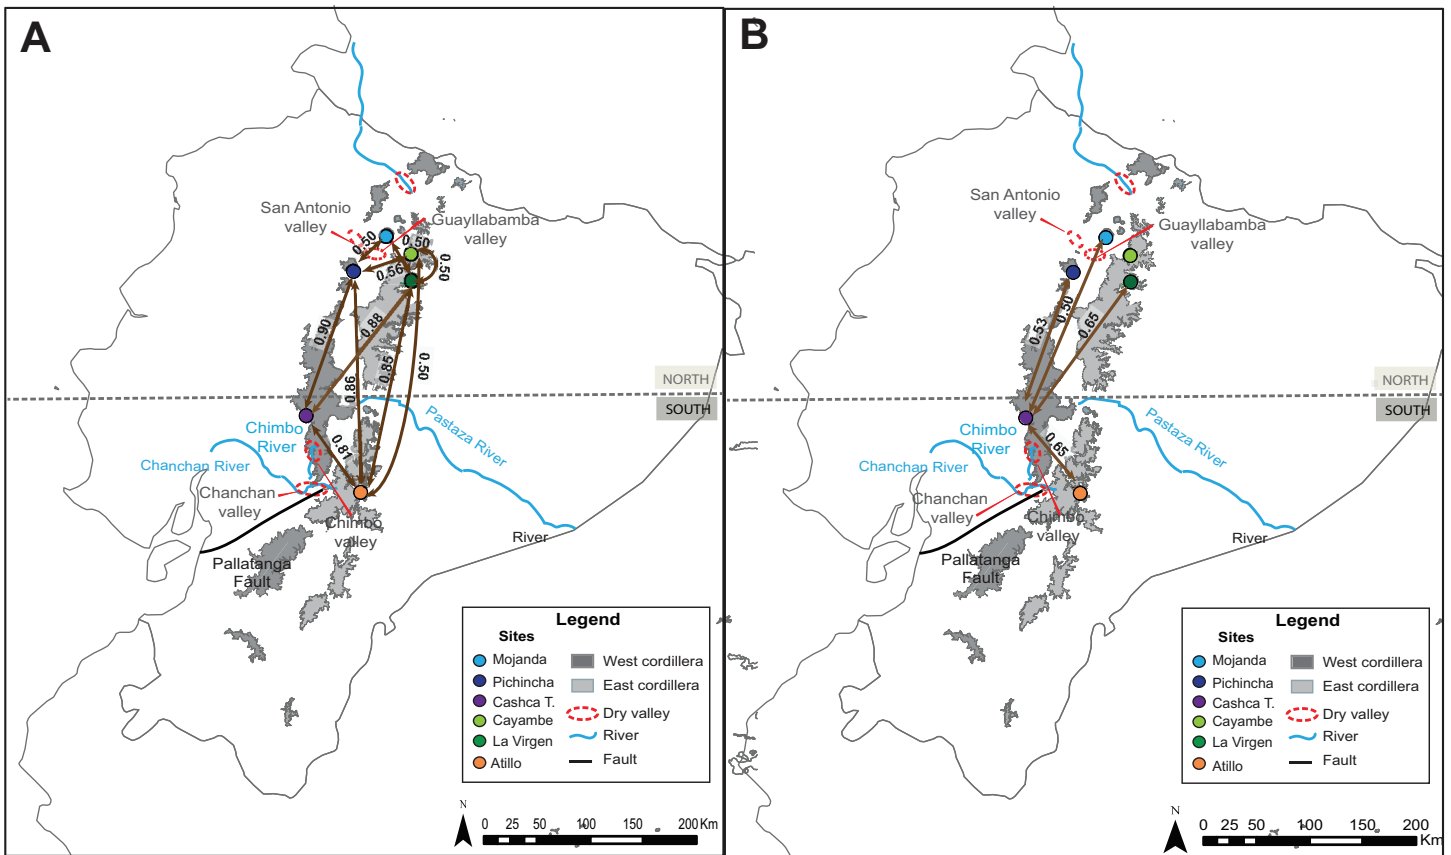 A
San Antonio
valley
Guayllabamba
valley
0.50
0.50
0.56
0.50
0.90
0.88
0.86
0.85
0.50
0.81
NORTH
SOUTH
Chimbo
River
Pastaza River
Chanchan River
Chanchan
valley
Chimbo
valley
River
Pallatanga
Fault
Legend
Sites
Mojanda
Pichincha
Cashca T.
Cayambe
La Virgen
Atillo
West cordillera
East cordillera
Dry valley
River
Fault
N
0 25 50 100 150 200 Km
B
San Antonio
valley
Guayllabamba
valley
0.53
0.50
0.65
NORTH
SOUTH
Chimbo
River
Pastaza River
0.65
Chanchan River
Chanchan
valley
Chimbo
valley
River
Pallatanga
Fault
Legend
Sites
Mojanda
Pichincha
Cashca T.
Cayambe
La Virgen
Atillo
West cordillera
East cordillera
Dry valley
River
Fault
N
0 25 50 100 150 200
Km